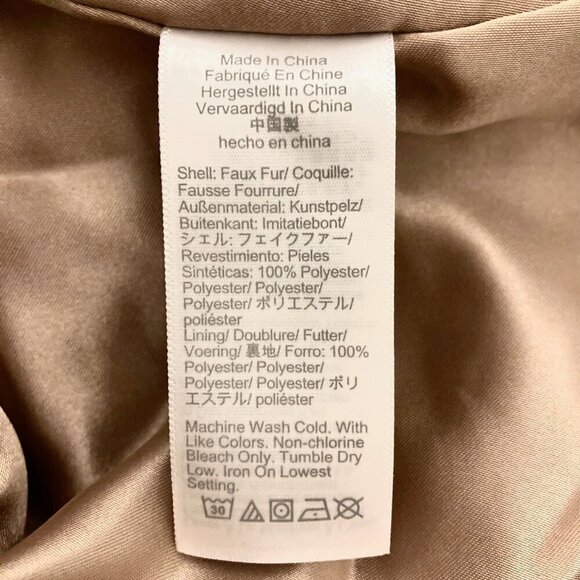 Made In China
Fabriqué En Chine
Hergestellt In China
Vervaardigd In China
中国製
hecho en china
Shell: Faux Fur/ Coquille:
Fausse Fourrure/
Außenmaterial: Kunstpelz/
Buitenkant: Imitatiebont/
シェル: フェイクファー/
Revestimiento: Pieles
Sintéticas: 100% Polyester/
Polyester/ Polyester/
Polyester/ ポリエステル/
poliéster
Lining/ Doublure/ Futter/
Voering/ 裏地/ Forro: 100%
Polyester/ Polyester/
Polyester/ Polyester/ ポリ
エステル/ poliéster
Machine Wash Cold. With
Like Colors. Non-chlorine
Bleach Only. Tumble Dry
Low. Iron On Lowest
Setting.
30